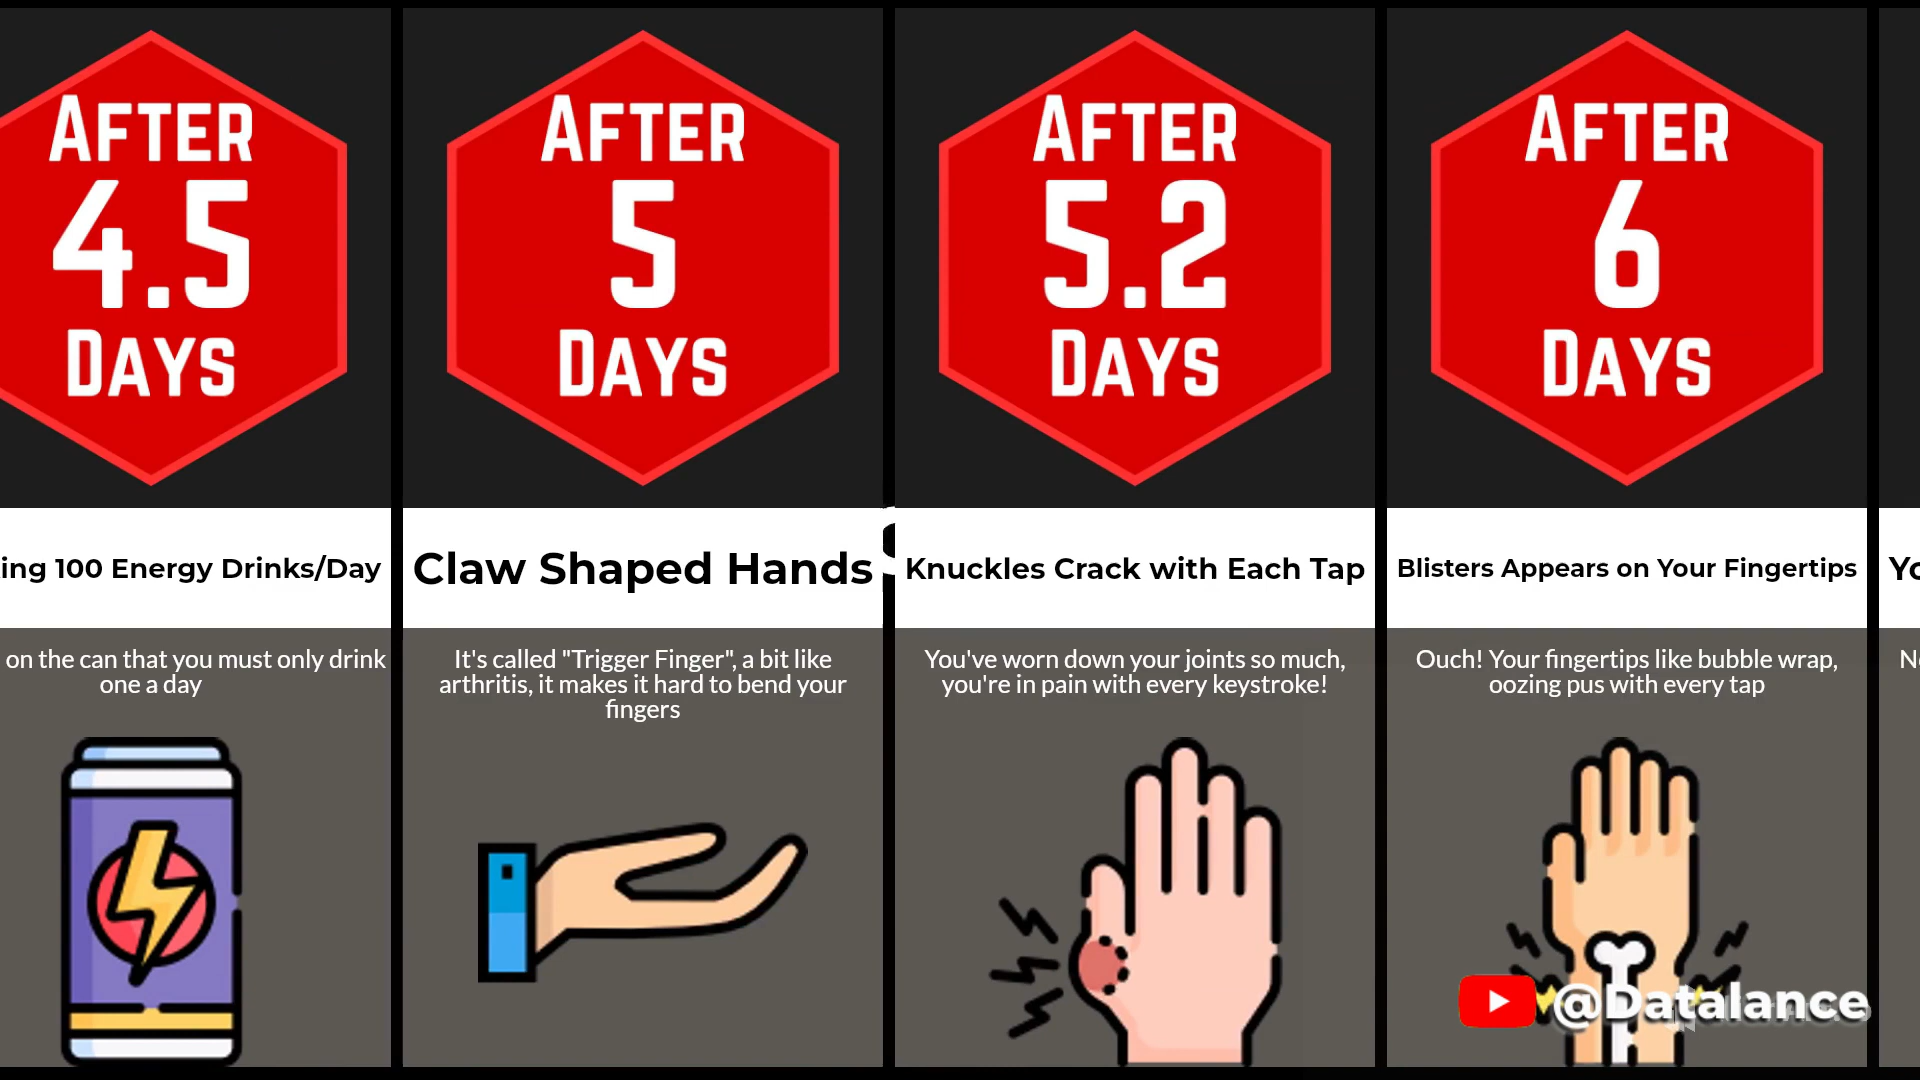 AFTER
4.5
DAYS
ing 100 Energy Drinks/Day
on the can that you must only drink
one a day
AFTER
5
DAYS
Claw Shaped Hands
It's called "Trigger Finger", a bit like
arthritis, it makes it hard to bend your
fingers
AFTER
5.2
DAYS
Knuckles Crack with Each Tap
You've worn down your joints so much,
you're in pain with every keystroke!
AFTER
6
DAYS
Blisters Appears on Your Fingertips
Ouch! Your fingertips like bubble wrap,
oozing pus with every tap
@Datalance